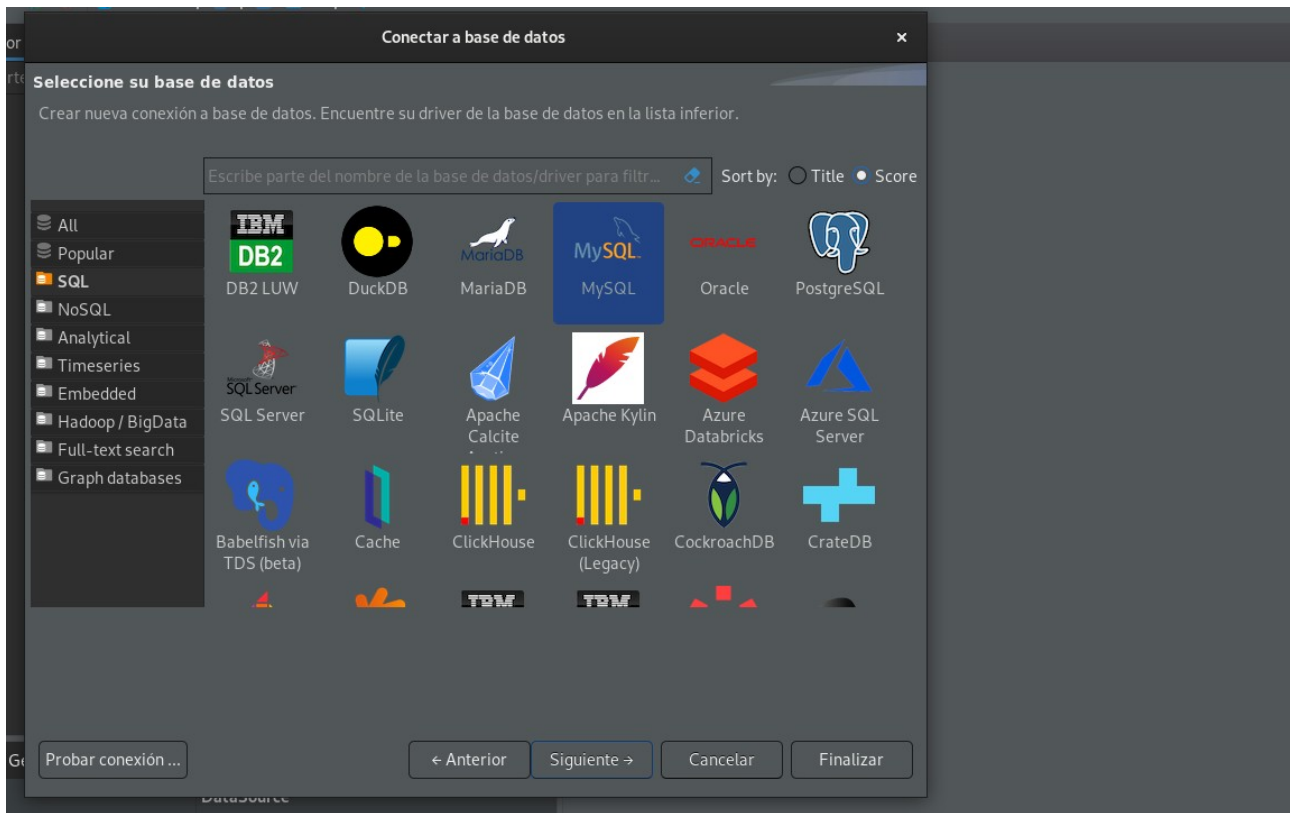 Conectar a base de datos
Seleccione su base de datos
Crear nueva conexión a base de datos. Encuentre su driver de la base de datos en la lista inferior.
Escribe parte del nombre de la base de datos/driver para filtr... Sort by: Title Score
All
Popular
SQL
NoSQL
Analytical
Timeseries
Embedded
Hadoop / BigData
Full-text search
Graph databases
IBM DB2 MariaDB MySQL ORACLE
DB2 LUW DuckDB MariaDB MySQL Oracle PostgreSQL
Microsoft
SQL Server
SQL Server SQLite Apache Apache Kylin Azure Azure SQL
Calcite Databricks Server
Babelfish via Cache ClickHouse ClickHouse CockroachDB CrateDB
TDS (beta) (Legacy)
IBM IBM
Probar conexión ... ← Anterior Siguiente → Cancelar Finalizar
DataSource